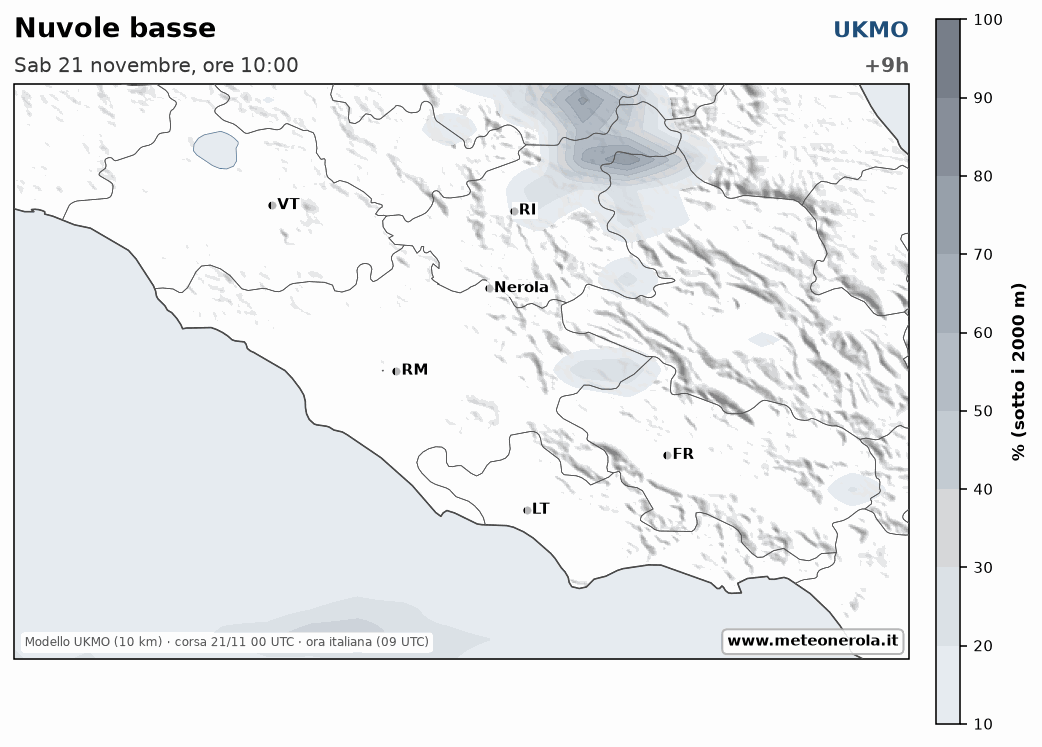 Nuvole basse
UKMO
Sab 21 novembre, ore 10:00
+9h
100
90
80
70
60
50
40
30
20
10
% (sotto i 2000 m)
VT
RI
Nerola
RM
FR
LT
Modello UKMO (10 km) · corsa 21/11 00 UTC · ora italiana (09 UTC)
www.meteonerola.it